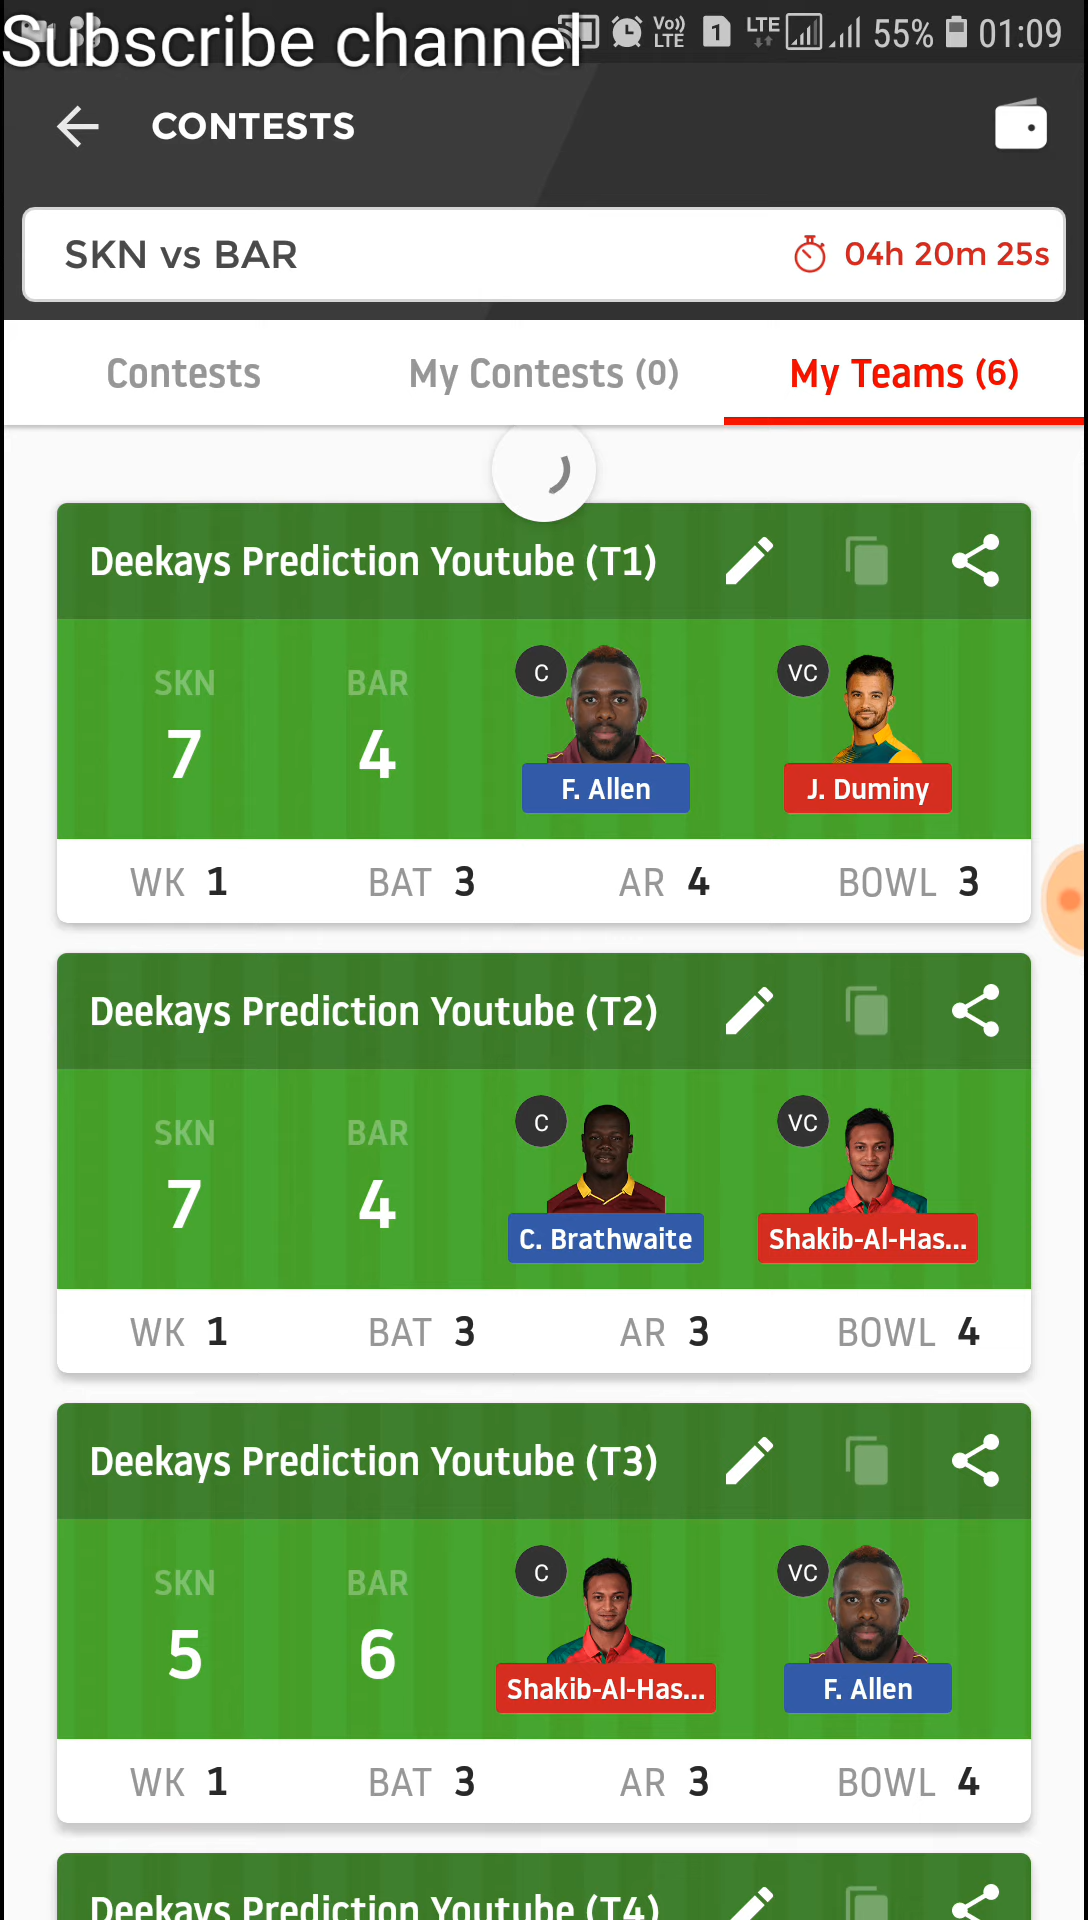 Subscribe channel
Vo)) LTE 1 LTE 55% 01:09
CONTESTS
SKN vs BAR 04h 20m 25s
Contests My Contests (0) My Teams (6)
Deekays Prediction Youtube (T1)
SKN BAR C VC
7 4
F. Allen J. Duminy
WK 1 BAT 3 AR 4 BOWL 3
Deekays Prediction Youtube (T2)
SKN BAR C VC
7 4
C. Brathwaite Shakib-Al-Has...
WK 1 BAT 3 AR 3 BOWL 4
Deekays Prediction Youtube (T3)
SKN BAR C VC
5 6
Shakib-Al-Has... F. Allen
WK 1 BAT 3 AR 3 BOWL 4
Deekays Prediction Youtube (T4)